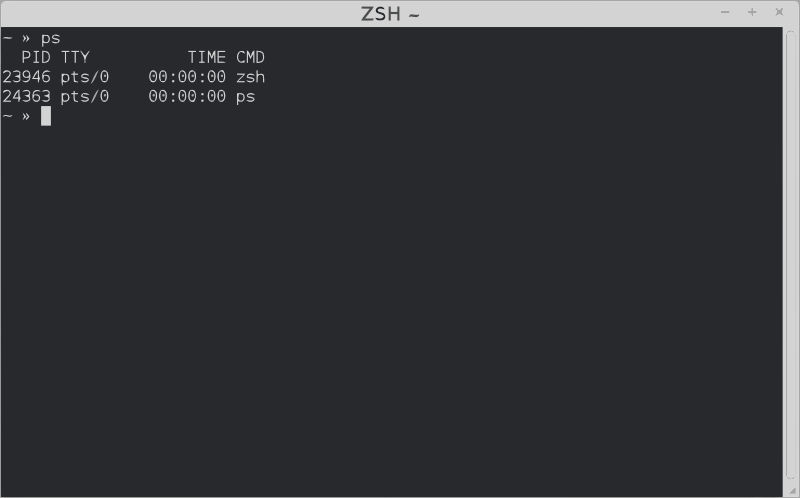 ZSH ~
~ » ps
  PID TTY          TIME CMD
23946 pts/0    00:00:00 zsh
24363 pts/0    00:00:00 ps
~ »